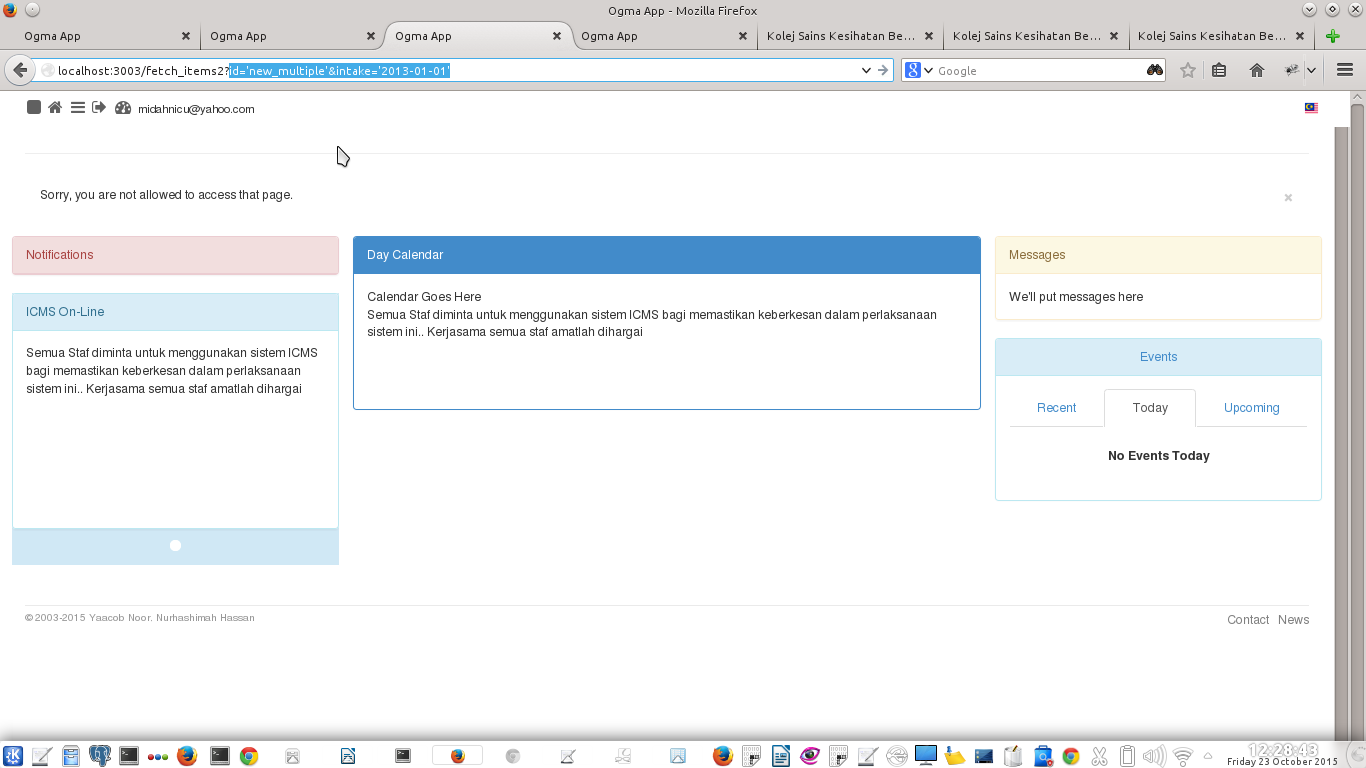 Ogma App - Mozilla Firefox
Ogma App
Ogma App
Ogma App
Ogma App
Kolej Sains Kesihatan Be...
Kolej Sains Kesihatan Be...
Kolej Sains Kesihatan Be...
localhost:3003/fetch_items2?id='new_multiple'&intake='2013-01-01'
Google
midahnicu@yahoo.com
Sorry, you are not allowed to access that page.
×
Notifications
ICMS On-Line
Semua Staf diminta untuk menggunakan sistem ICMS
bagi memastikan keberkesan dalam perlaksanaan
sistem ini.. Kerjasama semua staf amatlah dihargai
Day Calendar
Calendar Goes Here
Semua Staf diminta untuk menggunakan sistem ICMS bagi memastikan keberkesan dalam perlaksanaan
sistem ini.. Kerjasama semua staf amatlah dihargai
Messages
We'll put messages here
Events
Recent
Today
Upcoming
No Events Today
© 2003-2015 Yaacob Noor. Nurhashimah Hassan
Contact News
12:28:43
Friday 23 October 2015